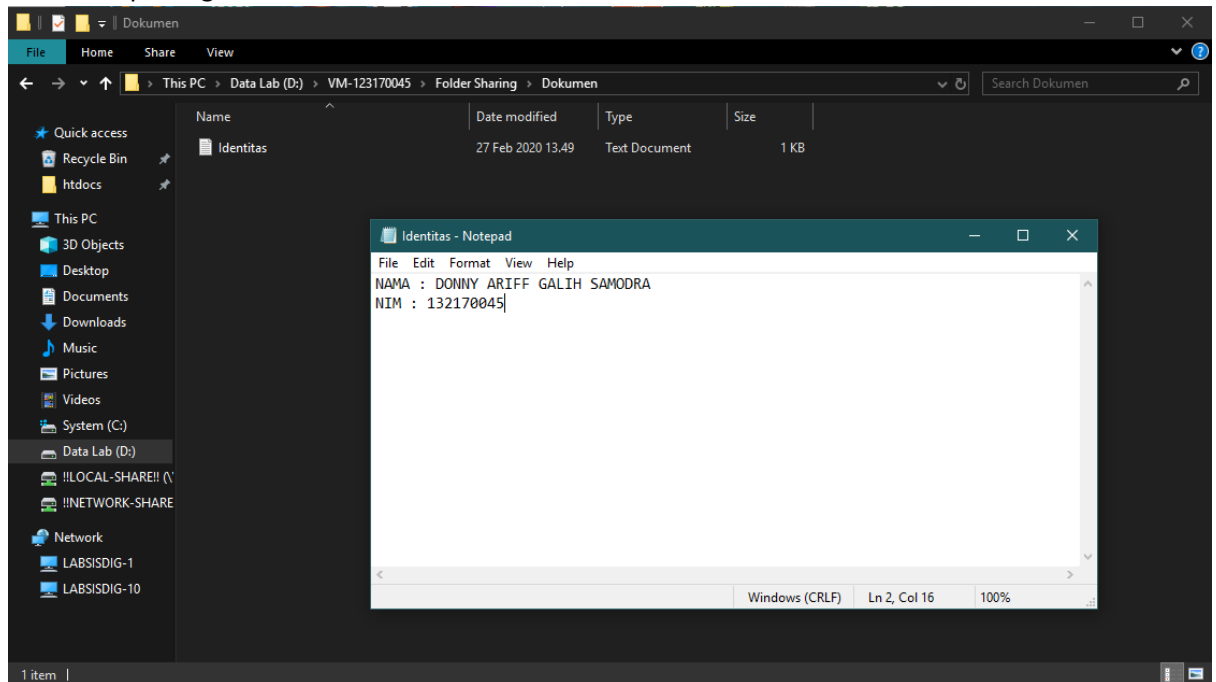 Dokumen
File Home Share View
This PC > Data Lab (D:) > VM-123170045 > Folder Sharing > Dokumen
Search Dokumen
Name Date modified Type Size
Quick access
Recycle Bin
htdocs
This PC
3D Objects
Desktop
Documents
Downloads
Music
Pictures
Videos
System (C:)
Data Lab (D:)
!!LOCAL-SHARE!! (\
!!NETWORK-SHARE
Network
LABSISDIG-1
LABSISDIG-10
Identitas 27 Feb 2020 13.49 Text Document 1 KB
Identitas - Notepad
File Edit Format View Help
NAMA : DONNY ARIFF GALIH SAMODRA
NIM : 132170045
Windows (CRLF) Ln 2, Col 16 100%
1 item